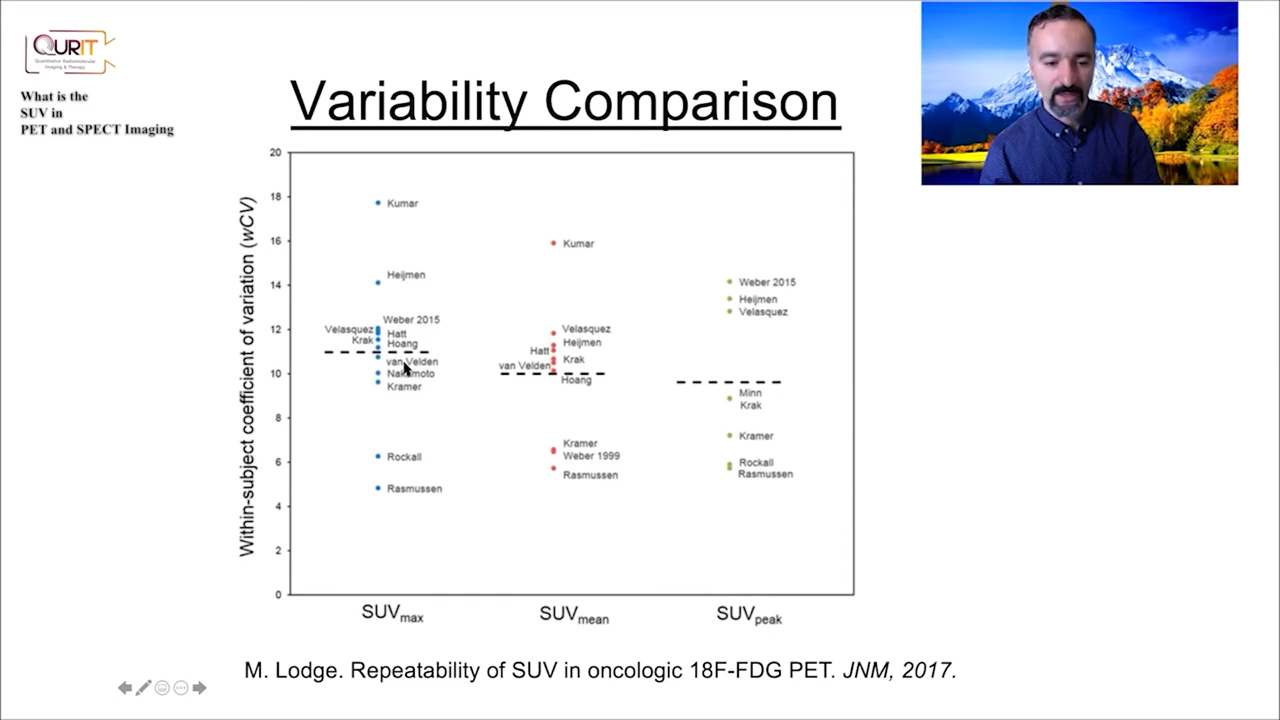 QURIT
Quantitative Radiomolecular
Imaging & Therapy
What is the
SUV in
PET and SPECT Imaging
Variability Comparison
Within-subject coefficient of variation (wCV)
20
18
16
14
12
10
8
6
4
2
0
Kumar
Heijmen
Weber 2015
Velasquez
Hatt
Krak
Hoang
van Velden
Nakamoto
Kramer
Rockall
Rasmussen
Kumar
Velasquez
Heijmen
Hatt
Krak
van Velden
Hoang
Kramer
Weber 1999
Rasmussen
Weber 2015
Heijmen
Velasquez
Minn
Krak
Kramer
Rockall
Rasmussen
SUVmax
SUVmean
SUVpeak
M. Lodge. Repeatability of SUV in oncologic 18F-FDG PET. JNM, 2017.